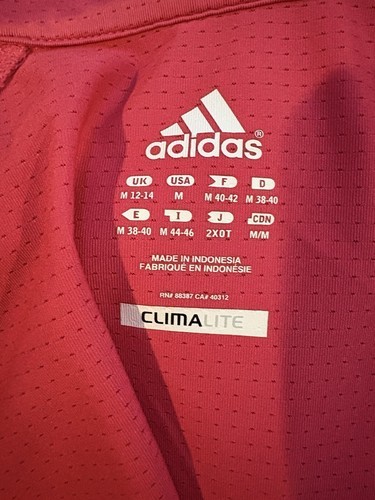 adidas®
UK USA F D
M 12-14 M M 40-42 M 38-40
E I J CDN
M 38-40 M 44-46 2XOT M/M
MADE IN INDONESIA
FABRIQUÉ EN INDONÉSIE
RN# 88387 CA# 40312
CLIMALITE